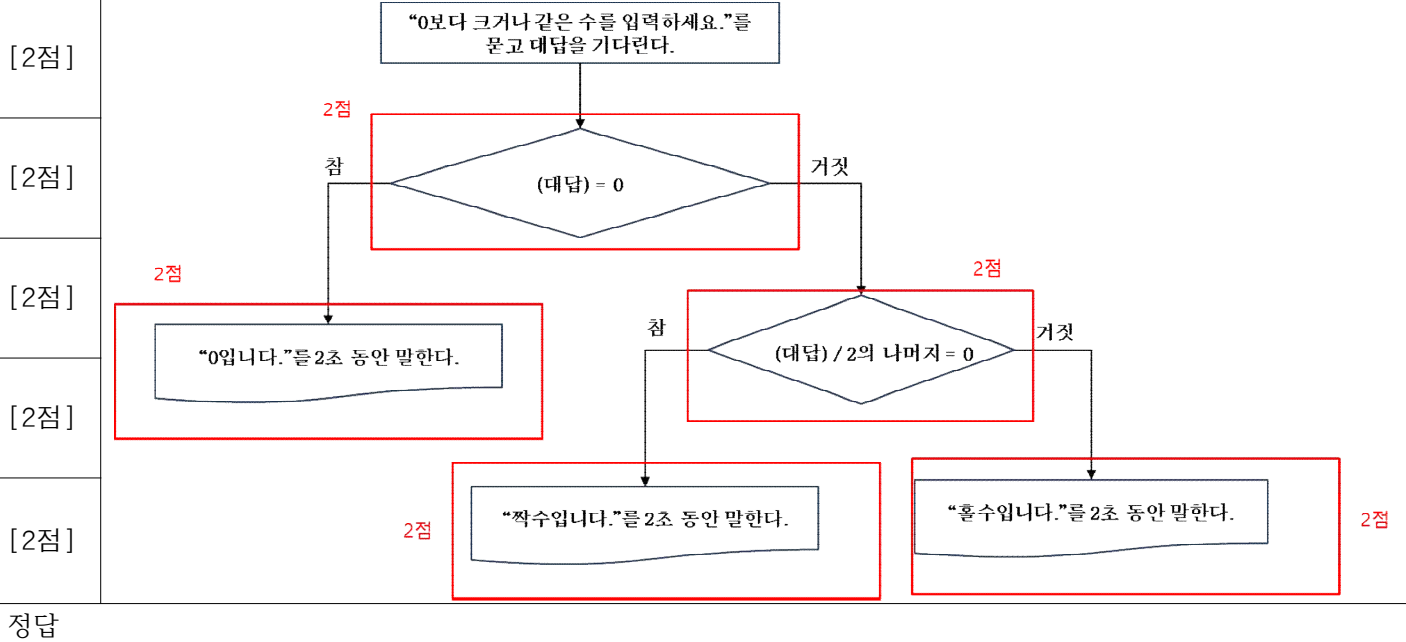 [2점]
“0보다 크거나 같은 수를 입력하세요.”를
묻고 대답을 기다린다.
2점
[2점]
참
(대답) = 0
거짓
[2점]
2점
“0입니다.”를 2초 동안 말한다.
2점
참
(대답) / 2의 나머지 = 0
거짓
[2점]
[2점]
2점
“짝수입니다.”를 2초 동안 말한다.
“홀수입니다.”를 2초 동안 말한다.
2점
정답